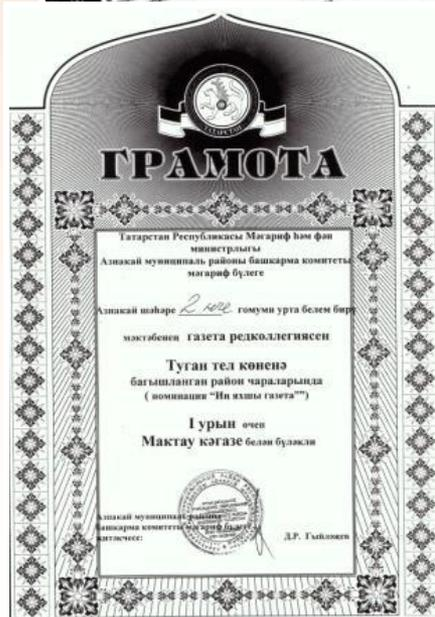 ТАТАРСТАН
ГРАМОТА
Татарстан Республикасы Мәгариф һәм фән
министрлыгы
Азнакай муниципаль районы башкарма комитеты
мәгариф бүлеге
Азнакай шәһәре 2 нче гомуми урта белем бирү
мәктәбенең газета редколлегиясен
Туган тел көненә
багышланган район чараларында
( номинация “Иң яхшы газета””)
I урын өчен
Мактау кәгазе белән бүләкли
Азнакай муниципаль районы
башкарма комитеты мәгариф бүлеге
җитәкчесе: Д.Р. Гыйләҗев